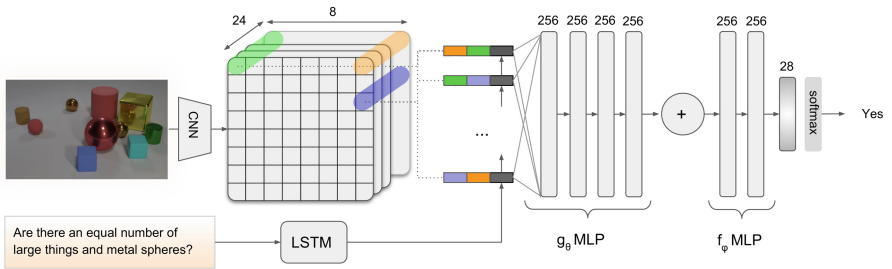 24
8
CNN
Are there an equal number of
large things and metal spheres?
LSTM
...
256 256 256 256
gθ MLP
+
256 256
fφ MLP
28
softmax
Yes